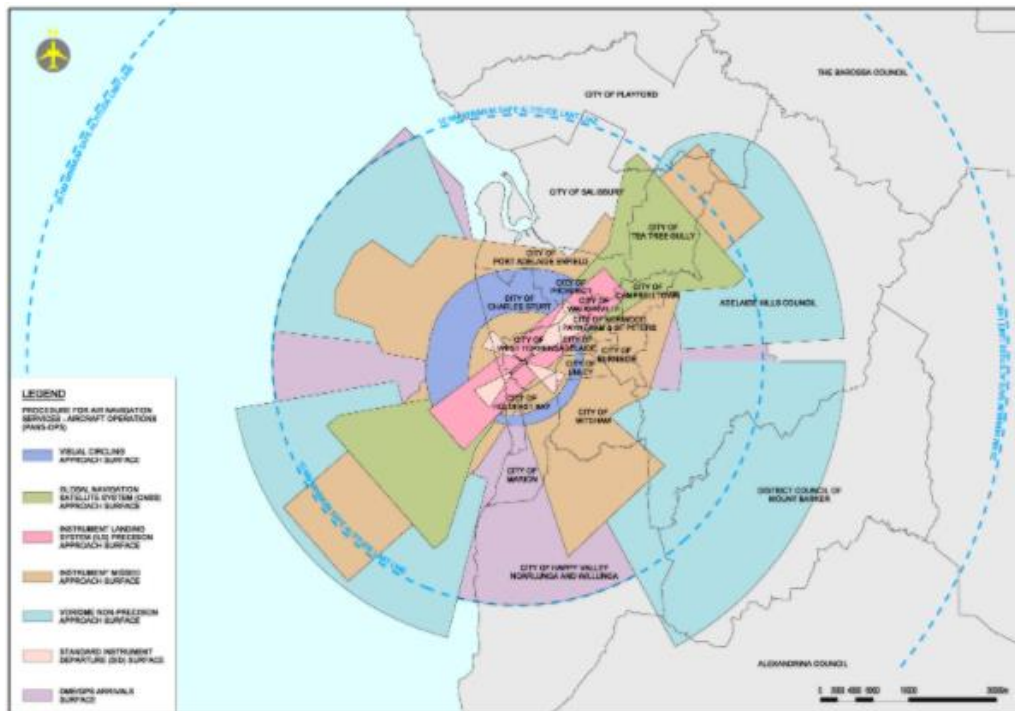 THE BAROSSA COUNCIL
CITY OF PLAYFORD
CITY OF SALISBURY
CITY OF
TEA TREE GULLY
CITY OF
PORT ADELAIDE ENFIELD
CITY OF
PROSPECT
CITY OF
CAMPBELLTOWN
CITY OF
CHARLES STURT
CITY OF
WALKERVILLE
ADELAIDE HILLS COUNCIL
CITY OF NORWOOD
PAYNEHAM & ST PETERS
CITY OF
WEST TORRENS
CITY OF
ADELAIDE
CITY OF
BURNSIDE
CITY OF
UNLEY
CITY OF
HOLDFAST BAY
CITY OF
MITCHAM
CITY OF
MARION
DISTRICT COUNCIL OF
MOUNT BARKER
CITY OF HAPPY VALLEY
NOARLUNGA AND WILLUNGA
ALEXANDRINA COUNCIL
LEGEND
PROCEDURE FOR AIR NAVIGATION
SERVICES - AIRCRAFT OPERATIONS
(PANS-OPS)
VISUAL CIRCLING
APPROACH SURFACE
GLOBAL NAVIGATION
SATELLITE SYSTEM (GNSS)
APPROACH SURFACE
INSTRUMENT LANDING
SYSTEM (ILS) PRECISION
APPROACH SURFACE
INSTRUMENT MISSED
APPROACH SURFACE
VOR/DME NON-PRECISION
APPROACH SURFACE
STANDARD INSTRUMENT
DEPARTURE (SID) SURFACE
DME/GPS ARRIVALS
SURFACE